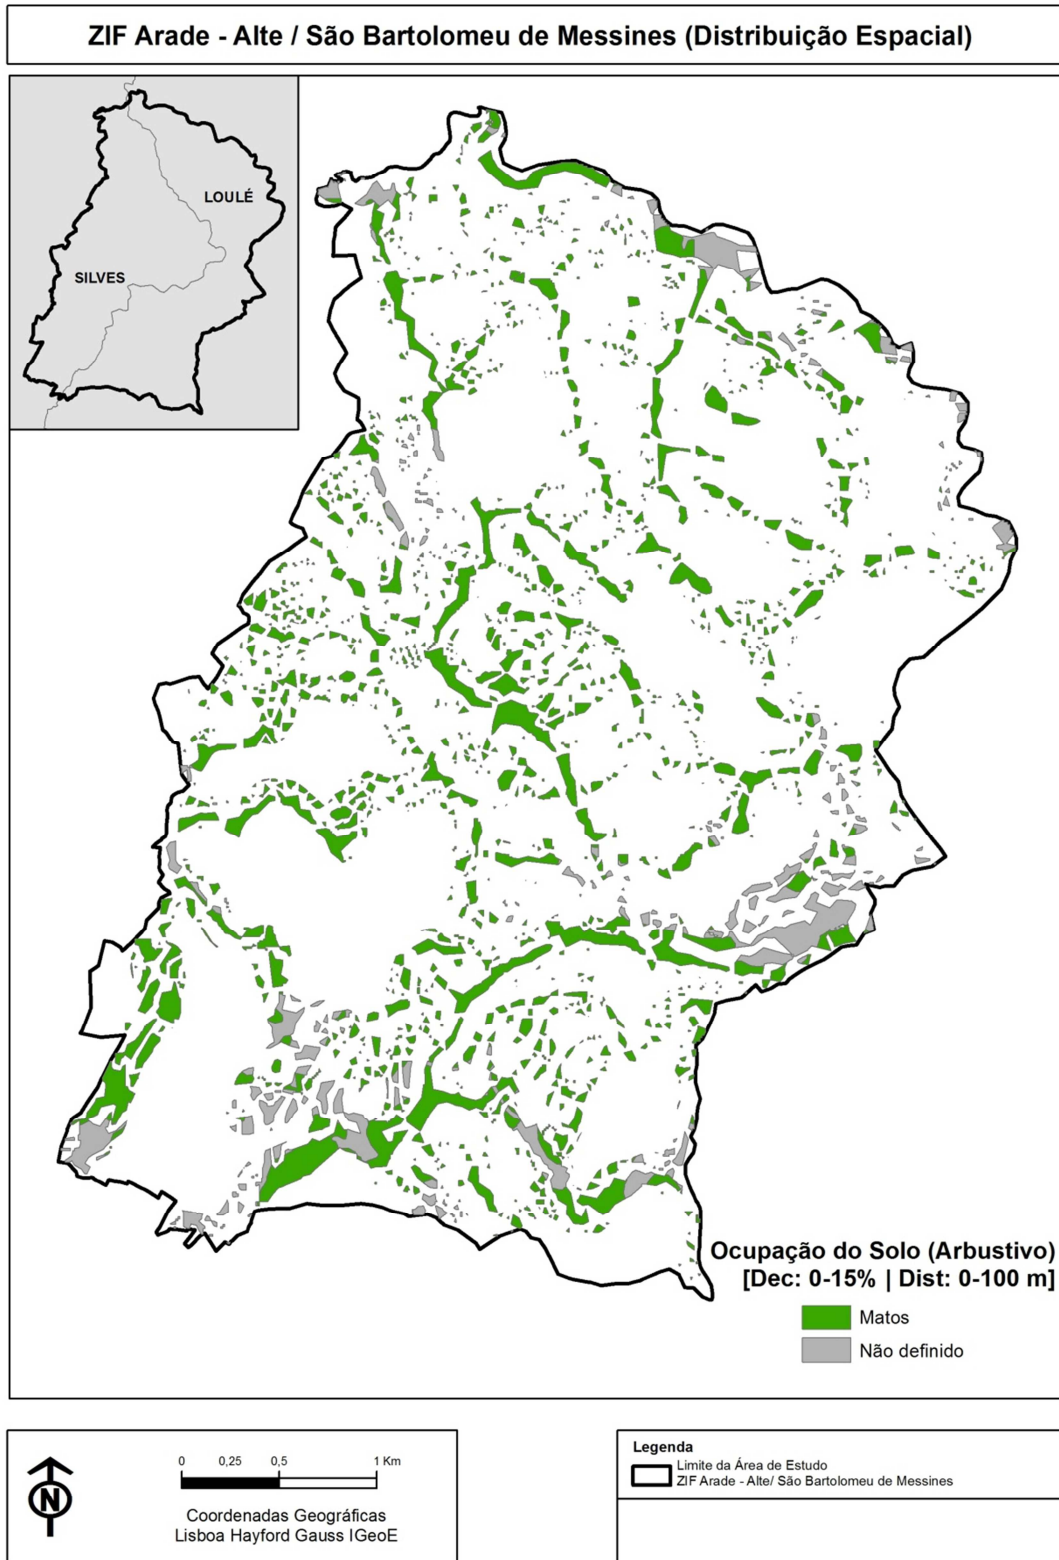 ZIF Arade - Alte / São Bartolomeu de Messines (Distribuição Espacial)
LOULÉ
SILVES
Ocupação do Solo (Arbustivo)
[Dec: 0-15% | Dist: 0-100 m]
Matos
Não definido
0 0,25 0,5 1 Km
N
Coordenadas Geográficas
Lisboa Hayford Gauss IGeoE
Legenda
Limite da Área de Estudo
ZIF Arade - Alte/ São Bartolomeu de Messines